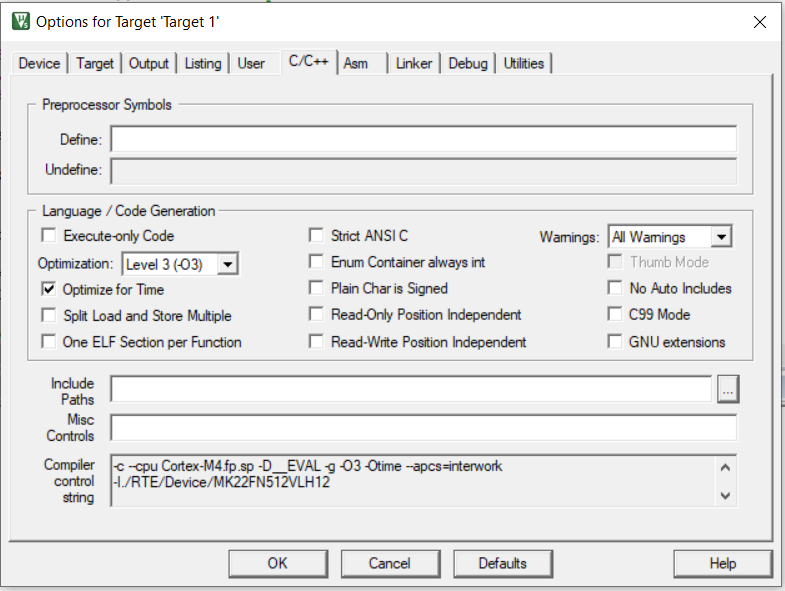 Options for Target 'Target 1'
Device Target Output Listing User C/C++ Asm Linker Debug Utilities
Preprocessor Symbols
Define:
Undefine:
Language / Code Generation
Execute-only Code
Strict ANSI C
Warnings: All Warnings
Optimization: Level 3 (-O3)
Enum Container always int
Thumb Mode
Optimize for Time
Plain Char is Signed
No Auto Includes
Split Load and Store Multiple
Read-Only Position Independent
C99 Mode
One ELF Section per Function
Read-Write Position Independent
GNU extensions
Include
Paths
...
Misc
Controls
Compiler
control
string
-c --cpu Cortex-M4.fp.sp -D__EVAL -g -O3 -Otime --apcs=interwork
-I./RTE/Device/MK22FN512VLH12
OK Cancel Defaults Help